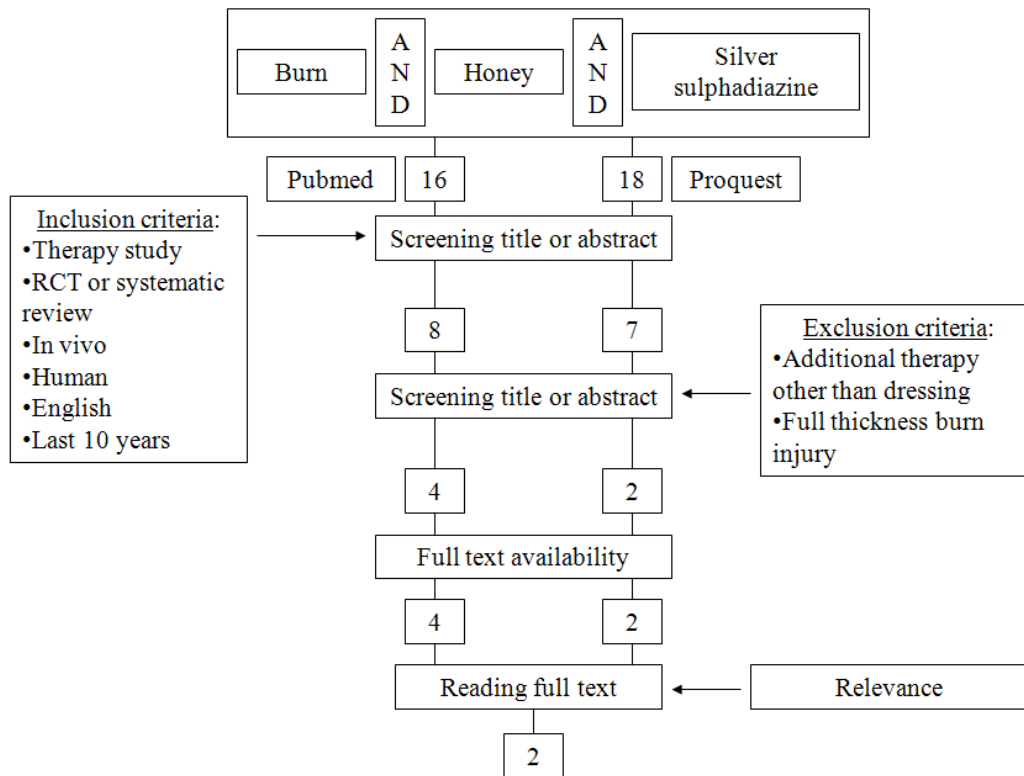 Burn
A
N
D
Honey
A
N
D
Silver
sulphadiazine
Pubmed
16
18
Proquest
Inclusion criteria:
•Therapy study
•RCT or systematic
review
•In vivo
•Human
•English
•Last 10 years
Screening title or abstract
8
7
Exclusion criteria:
•Additional therapy
other than dressing
•Full thickness burn
injury
Screening title or abstract
4
2
Full text availability
4
2
Reading full text
Relevance
2